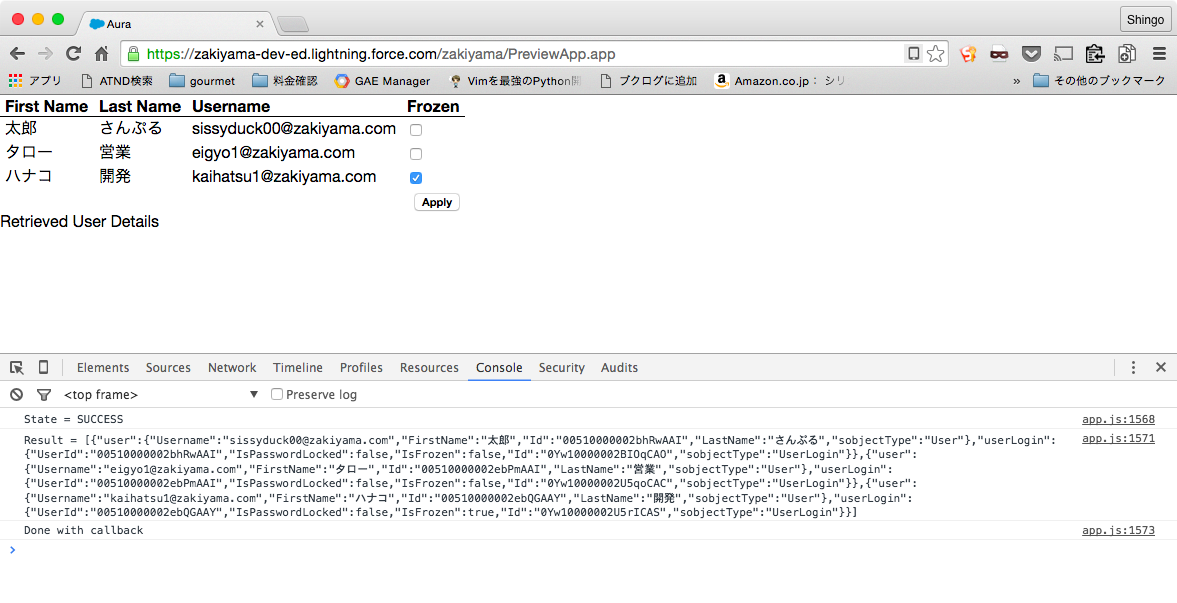 Aura
Shingo
https://zakiyama-dev-ed.lightning.force.com/zakiyama/PreviewApp.app
アプリ ATND検索 gourmet 料金確認 GAE Manager Vimを最強のPython開 ブクログに追加 Amazon.co.jp： シリ » その他のブックマーク
First Name Last Name Username Frozen
太郎 さんぷる sissyduck00@zakiyama.com
タロー 営業 eigyo1@zakiyama.com
ハナコ 開発 kaihatsu1@zakiyama.com
Apply
Retrieved User Details
Elements Sources Network Timeline Profiles Resources Console Security Audits
<top frame> ▼ Preserve log
State = SUCCESS app.js:1568
Result = [{"user":{"Username":"sissyduck00@zakiyama.com","FirstName":"太郎","Id":"00510000002bhRwAAI","LastName":"さんぷる","sobjectType":"User"},"userLogin": app.js:1571
{"UserId":"00510000002bhRwAAI","IsPasswordLocked":false,"IsFrozen":false,"Id":"0Yw10000002BIOqCAO","sobjectType":"UserLogin"}},{"user":
{"Username":"eigyo1@zakiyama.com","FirstName":"タロー","Id":"00510000002ebPmAAI","LastName":"営業","sobjectType":"User"},"userLogin":
{"UserId":"00510000002ebPmAAI","IsPasswordLocked":false,"IsFrozen":false,"Id":"0Yw10000002U5qoCAC","sobjectType":"UserLogin"}},{"user":
{"Username":"kaihatsu1@zakiyama.com","FirstName":"ハナコ","Id":"00510000002ebQGAAY","LastName":"開発","sobjectType":"User"},"userLogin":
{"UserId":"00510000002ebQGAAY","IsPasswordLocked":false,"IsFrozen":true,"Id":"0Yw10000002U5rICAS","sobjectType":"UserLogin"}}]
Done with callback app.js:1573